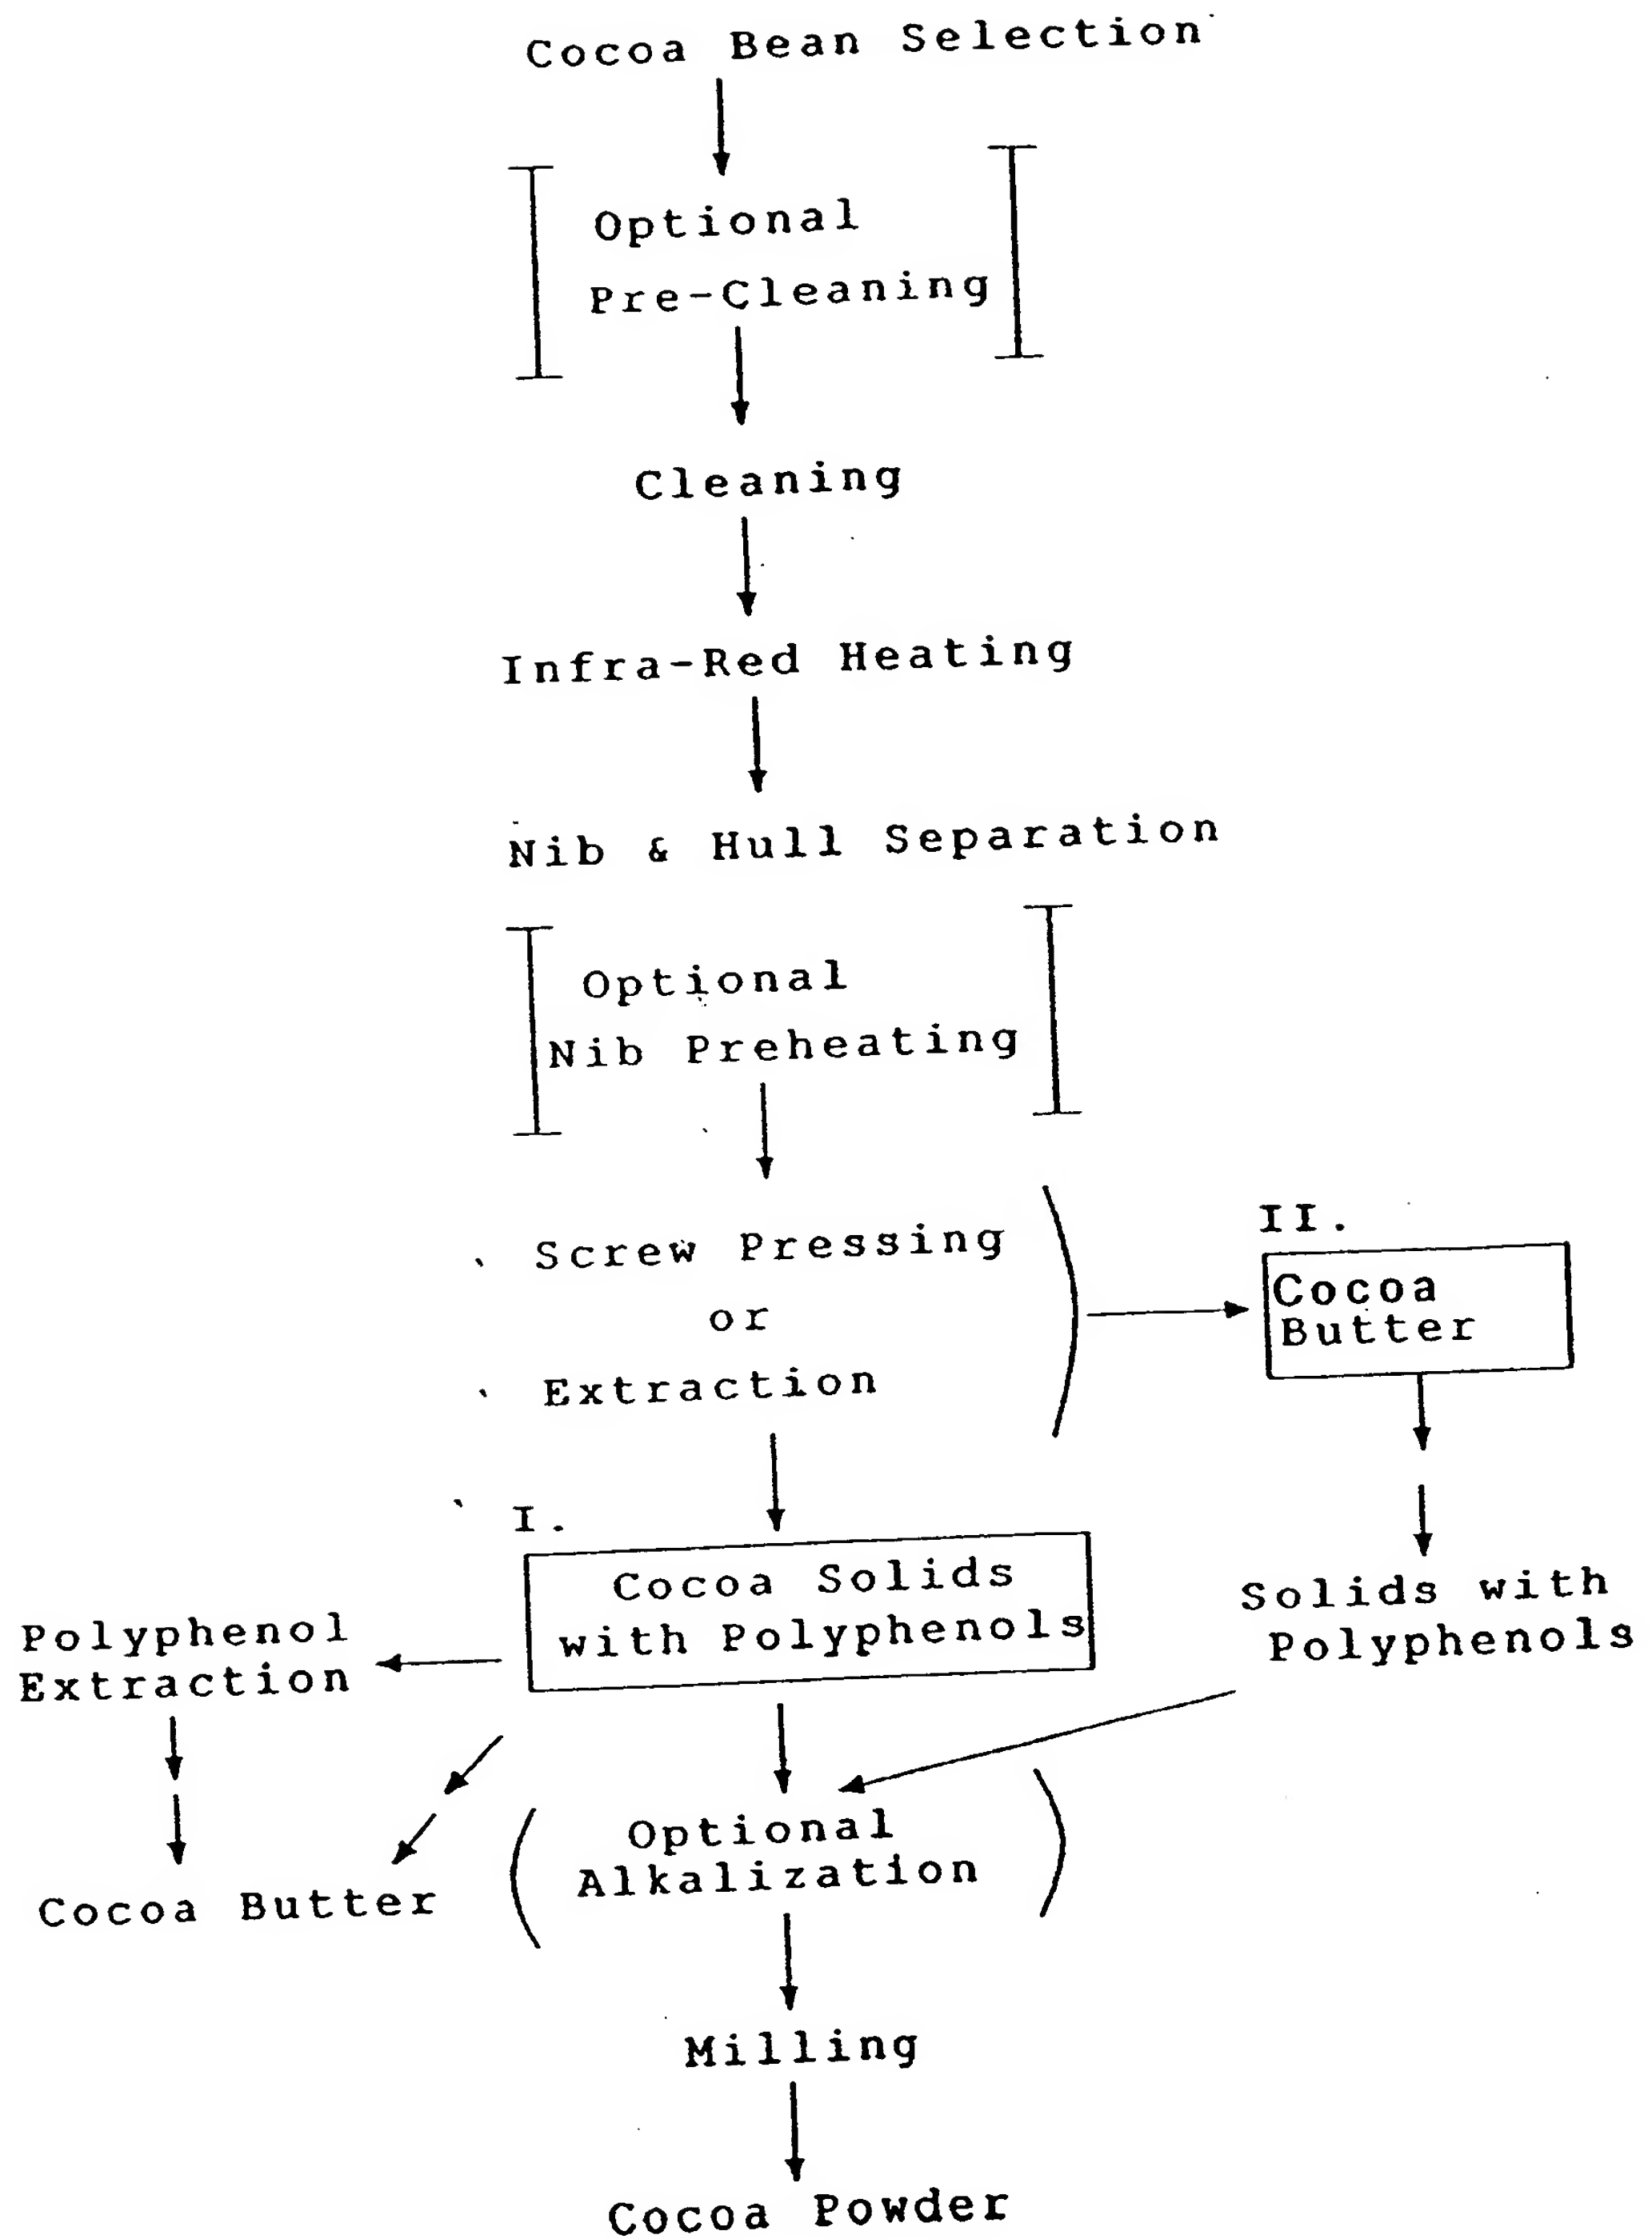 Cocoa Bean Selection
Optional
Pre-Cleaning
Cleaning
Infra-Red Heating
Nib & Hull Separation
Optional
Nib Preheating
Screw Pressing
or
Extraction
II.
Cocoa
Butter
I.
Cocoa Solids
with Polyphenols
Polyphenol
Extraction
Solids with
Polyphenols
Cocoa Butter
Optional
Alkalization
Milling
Cocoa Powder